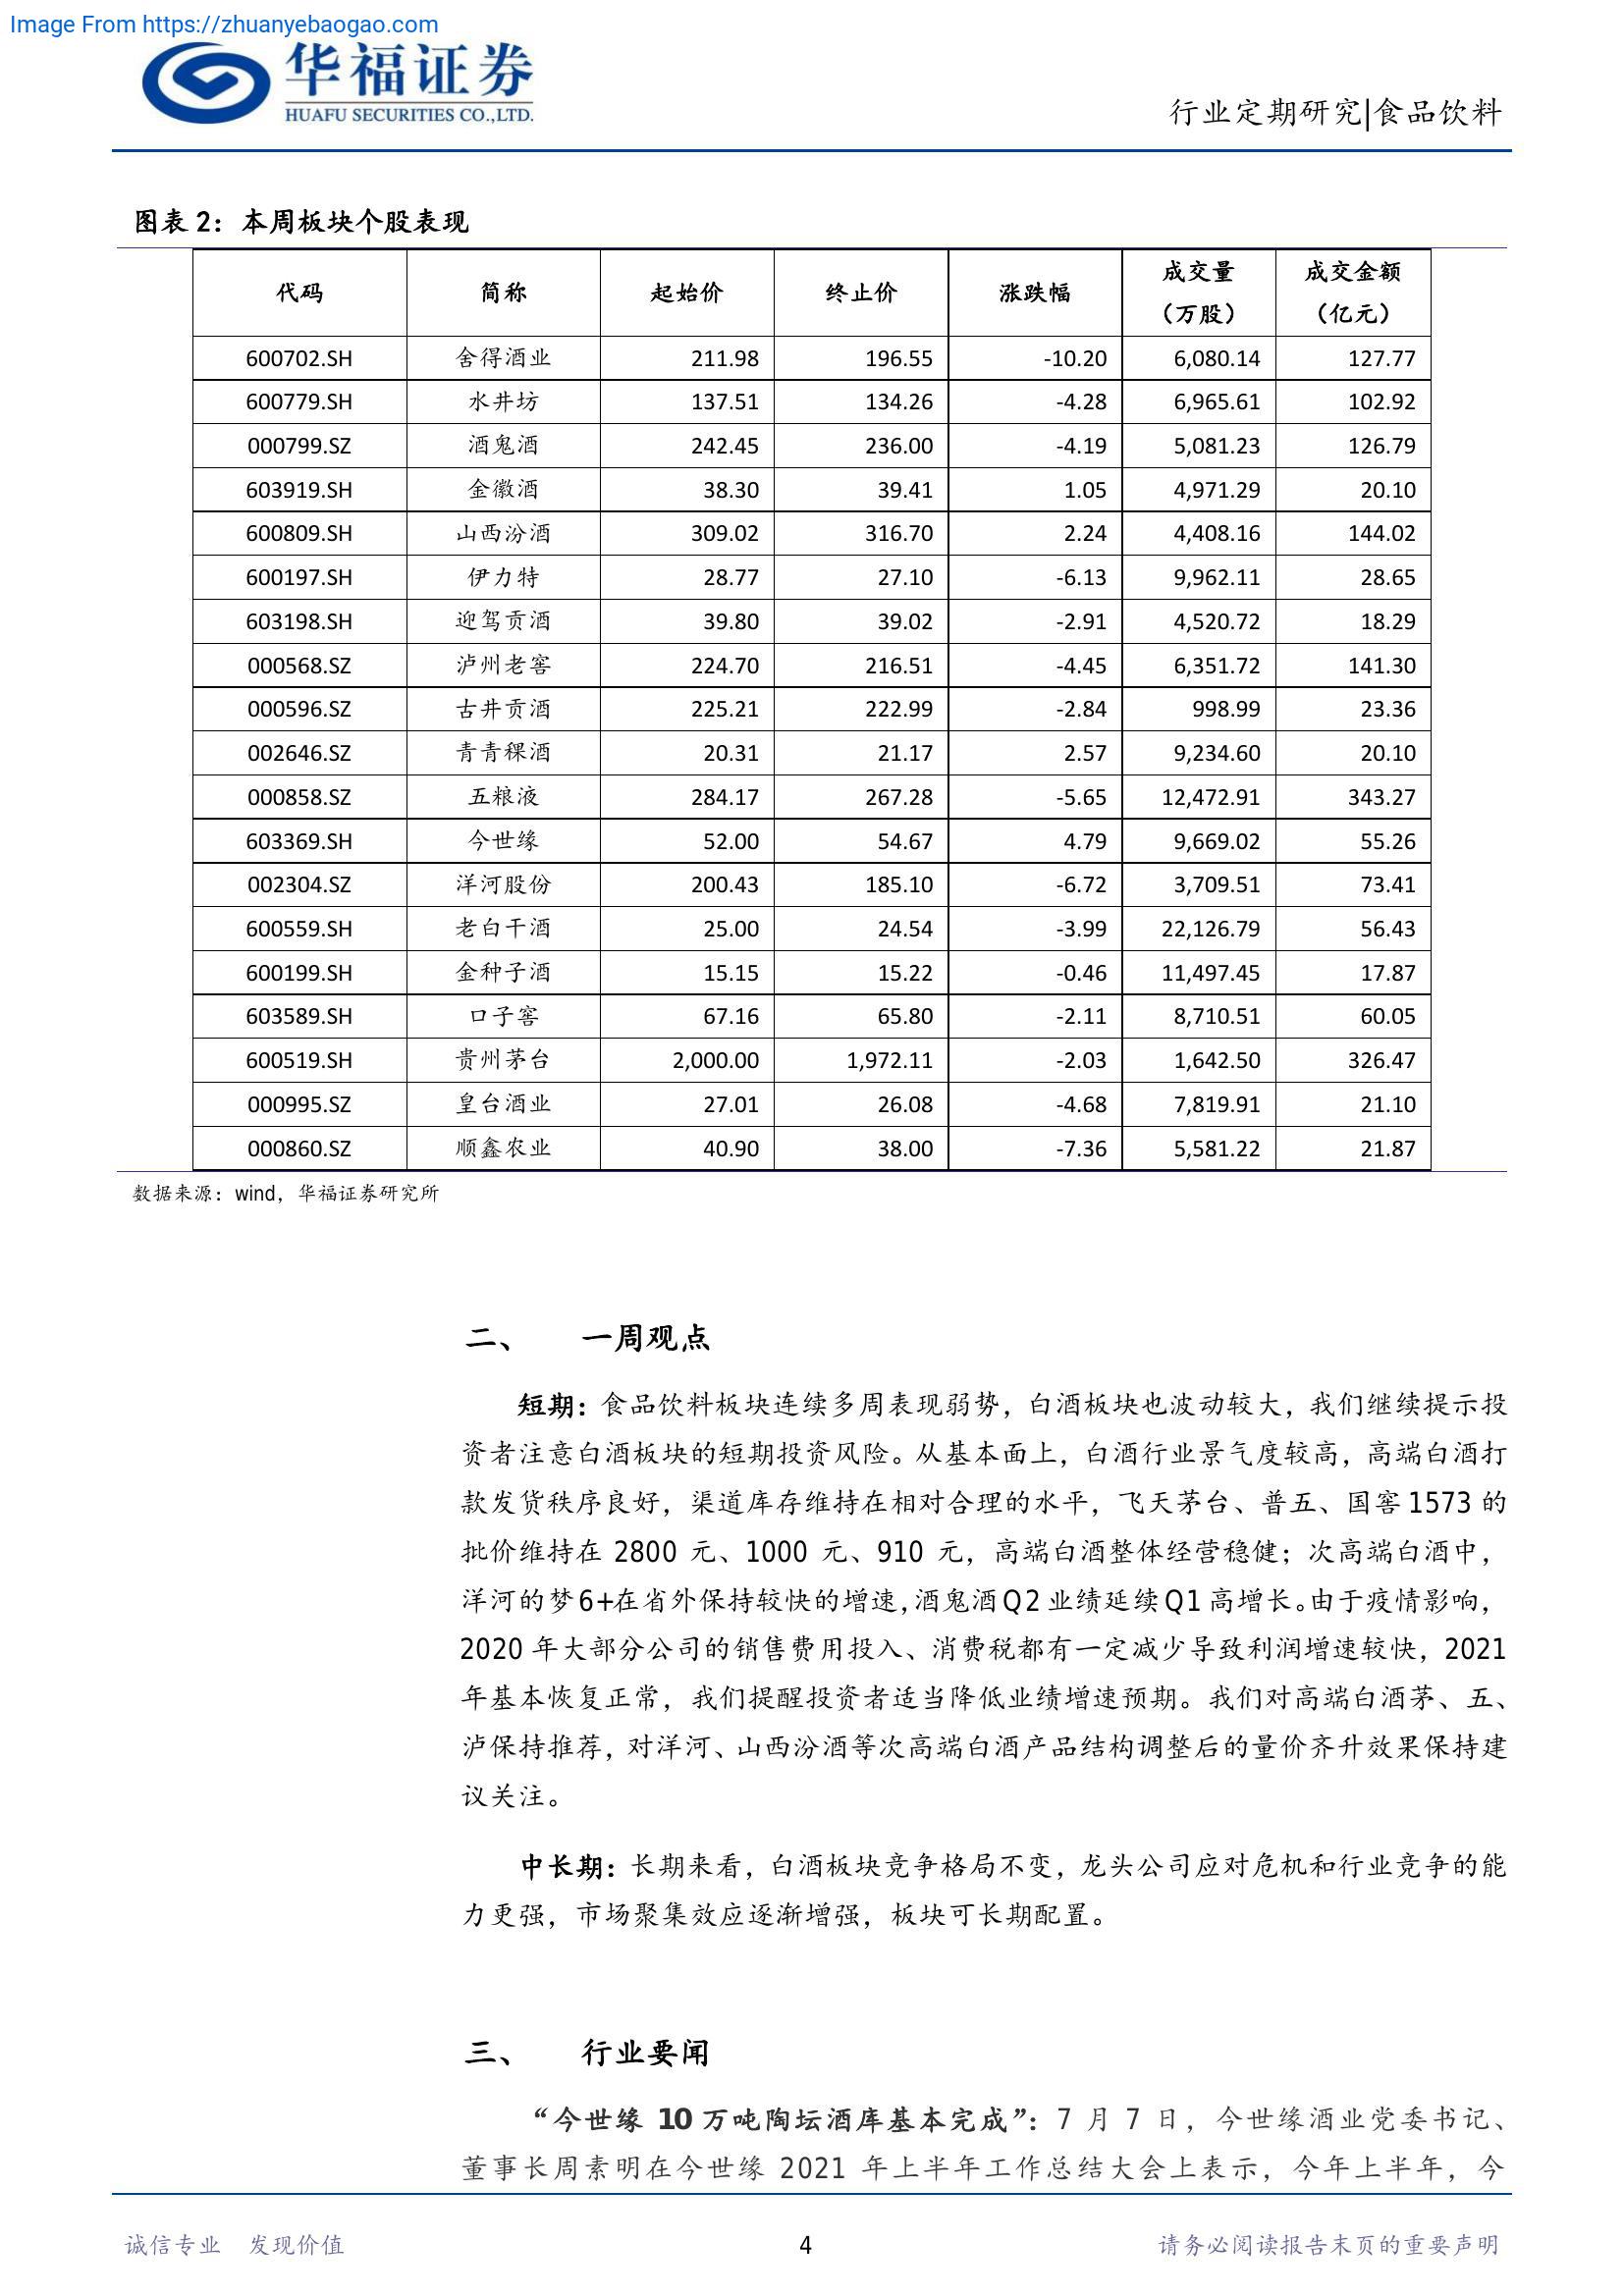 Image From https://zhuanyebaogao.com
华福证券
HUAFU SECURITIES CO.,LTD.
行业定期研究|食品饮料
图表 2：本周板块个股表现
代码 简称 起始价 终止价 涨跌幅 成交量（万股） 成交金额（亿元）
600702.SH 舍得酒业 211.98 196.55 -10.20 6,080.14 127.77
600779.SH 水井坊 137.51 134.26 -4.28 6,965.61 102.92
000799.SZ 酒鬼酒 242.45 236.00 -4.19 5,081.23 126.79
603919.SH 金徽酒 38.30 39.41 1.05 4,971.29 20.10
600809.SH 山西汾酒 309.02 316.70 2.24 4,408.16 144.02
600197.SH 伊力特 28.77 27.10 -6.13 9,962.11 28.65
603198.SH 迎驾贡酒 39.80 39.02 -2.91 4,520.72 18.29
000568.SZ 泸州老窖 224.70 216.51 -4.45 6,351.72 141.30
000596.SZ 古井贡酒 225.21 222.99 -2.84 998.99 23.36
002646.SZ 青青稞酒 20.31 21.17 2.57 9,234.60 20.10
000858.SZ 五粮液 284.17 267.28 -5.65 12,472.91 343.27
603369.SH 今世缘 52.00 54.67 4.79 9,669.02 55.26
002304.SZ 洋河股份 200.43 185.10 -6.72 3,709.51 73.41
600559.SH 老白干酒 25.00 24.54 -3.99 22,126.79 56.43
600199.SH 金种子酒 15.15 15.22 -0.46 11,497.45 17.87
603589.SH 口子窖 67.16 65.80 -2.11 8,710.51 60.05
600519.SH 贵州茅台 2,000.00 1,972.11 -2.03 1,642.50 326.47
000995.SZ 皇台酒业 27.01 26.08 -4.68 7,819.91 21.10
000860.SZ 顺鑫农业 40.90 38.00 -7.36 5,581.22 21.87
数据来源：wind，华福证券研究所
二、 一周观点
短期：食品饮料板块连续多周表现弱势，白酒板块也波动较大，我们继续提示投
资者注意白酒板块的短期投资风险。从基本面上，白酒行业景气度较高，高端白酒打
款发货秩序良好，渠道库存维持在相对合理的水平，飞天茅台、普五、国窖 1573 的
批价维持在 2800 元、1000 元、910 元，高端白酒整体经营稳健；次高端白酒中，
洋河的梦 6+在省外保持较快的增速，酒鬼酒 Q2 业绩延续 Q1 高增长。由于疫情影响，
2020 年大部分公司的销售费用投入、消费税都有一定减少导致利润增速较快，2021
年基本恢复正常，我们提醒投资者适当降低业绩增速预期。我们对高端白酒茅、五、
泸保持推荐，对洋河、山西汾酒等次高端白酒产品结构调整后的量价齐升效果保持建
议关注。
中长期：长期来看，白酒板块竞争格局不变，龙头公司应对危机和行业竞争的能
力更强，市场聚集效应逐渐增强，板块可长期配置。
三、 行业要闻
“今世缘 10 万吨陶坛酒库基本完成”：7 月 7 日，今世缘酒业党委书记、
董事长周素明在今世缘 2021 年上半年工作总结大会上表示，今年上半年，今
诚信专业 发现价值 4 请务必阅读报告末页的重要声明